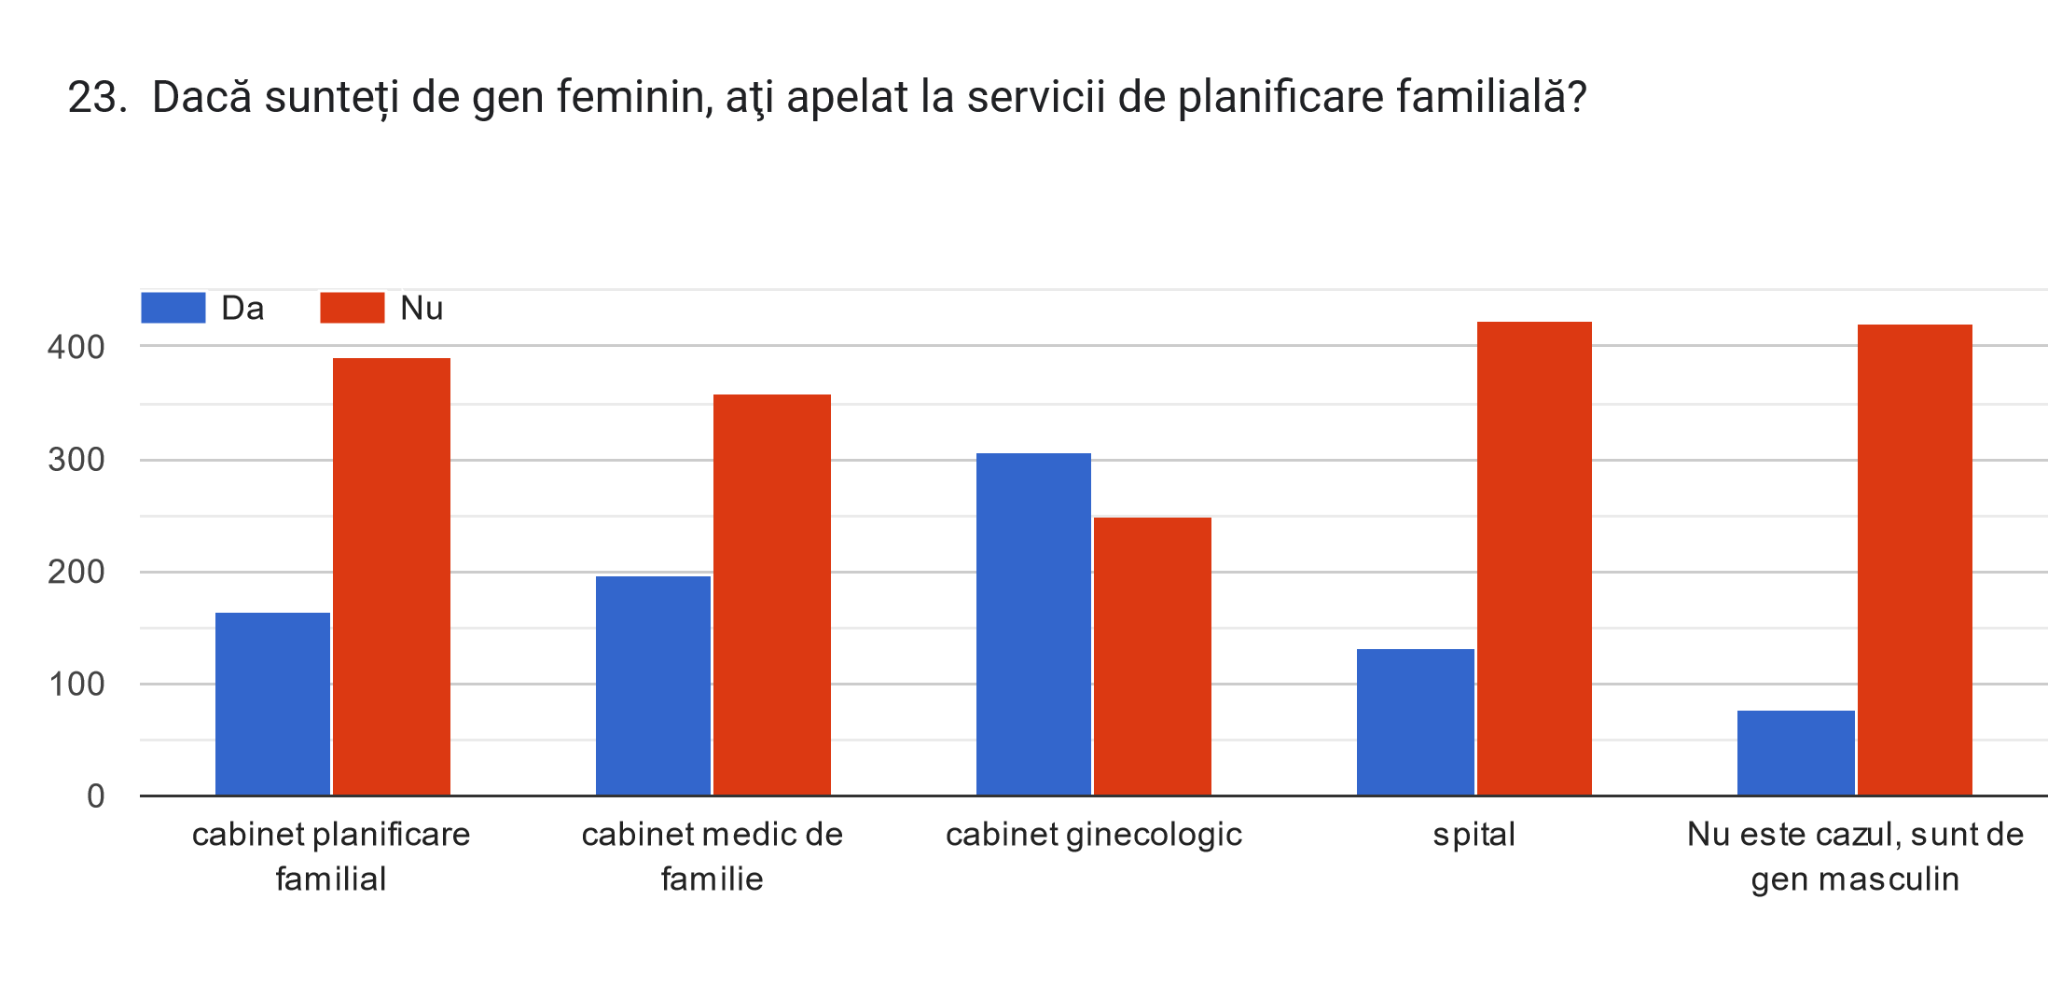 23. Dacă sunteți de gen feminin, aţi apelat la servicii de planificare familială?
Da Nu
400
300
200
100
0
cabinet planificare familial
cabinet medic de familie
cabinet ginecologic
spital
Nu este cazul, sunt de gen masculin